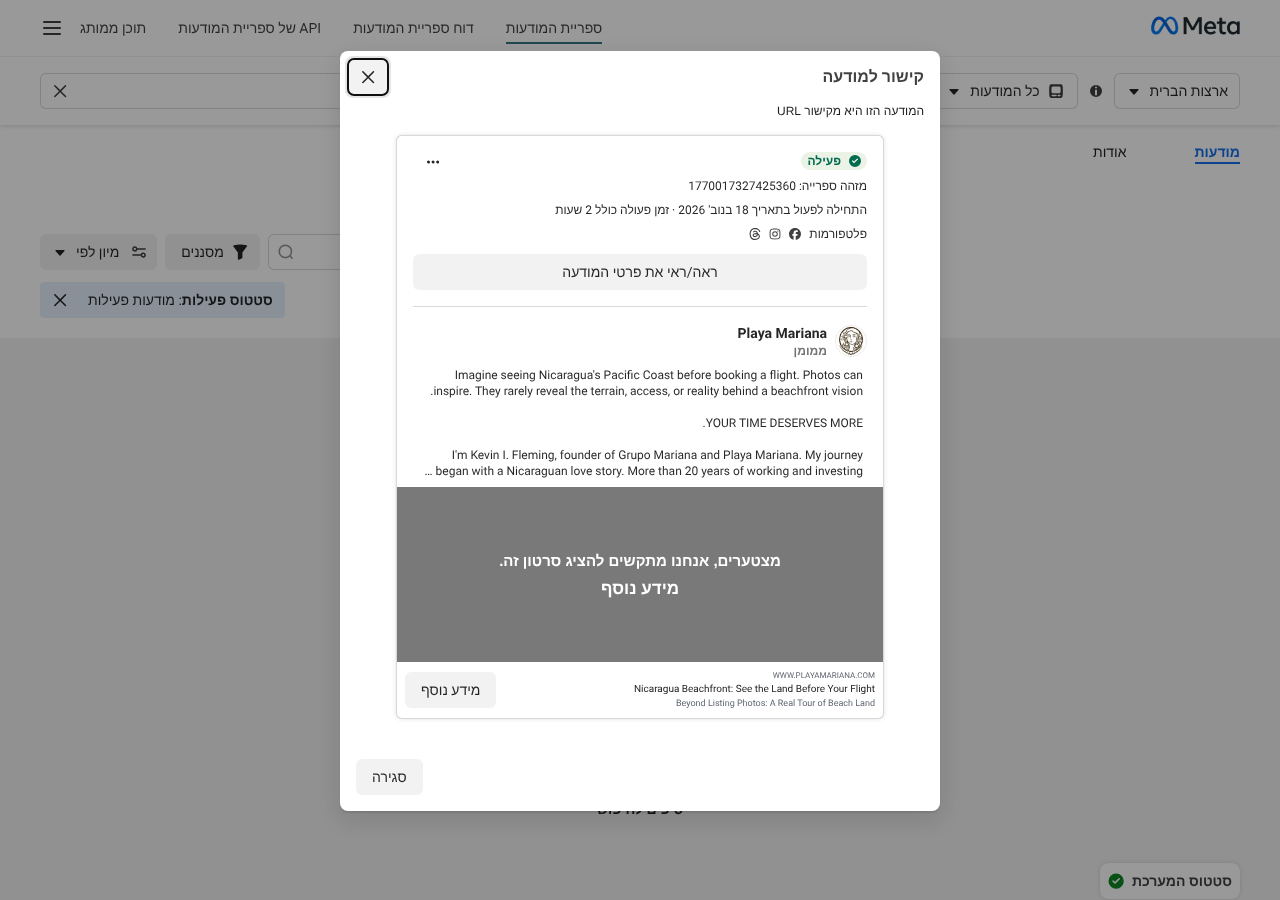 Meta
ספריית המודעות
דוח ספריית המודעות
API של ספריית המודעות
תוכן ממותג
ארצות הברית
כל המודעות
מודעות
אודות
מסננים
מיון לפי
סטטוס פעילות: מודעות פעילות
קישור למודעה
המודעה הזו היא מקישור URL
פעילה
מזהה ספרייה: 1770017327425360
התחילה לפעול בתאריך 18 בנוב' 2026 · זמן פעולה כולל 2 שעות
פלטפורמות
ראה/ראי את פרטי המודעה
Playa Mariana
ממומן
Imagine seeing Nicaragua's Pacific Coast before booking a flight. Photos can
inspire. They rarely reveal the terrain, access, or reality behind a beachfront vision.
YOUR TIME DESERVES MORE.
I'm Kevin I. Fleming, founder of Grupo Mariana and Playa Mariana. My journey
began with a Nicaraguan love story. More than 20 years of working and investing ...
מצטערים, אנחנו מתקשים להציג סרטון זה.
מידע נוסף
WWW.PLAYAMARIANA.COM
Nicaragua Beachfront: See the Land Before Your Flight
Beyond Listing Photos: A Real Tour of Beach Land
מידע נוסף
סגירה
סטטוס המערכת